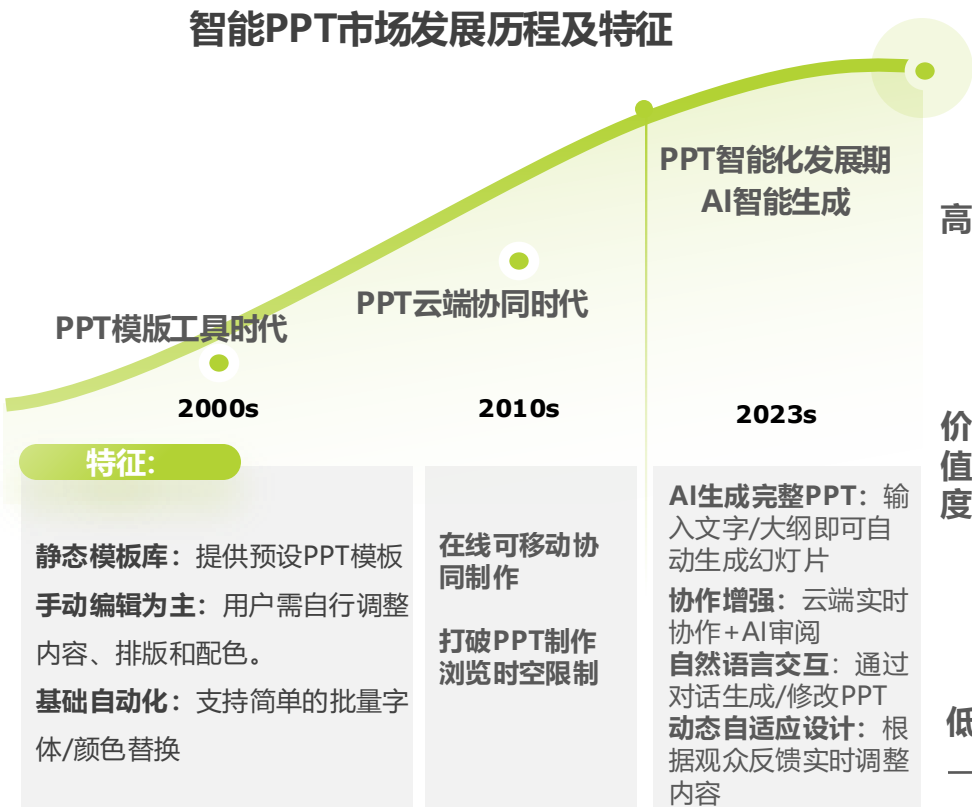 智能PPT市场发展历程及特征
PPT智能化发展期
AI智能生成
高
PPT云端协同时代
PPT模版工具时代
2000s
2010s
2023s
价
值
度
特征：
静态模板库：提供预设PPT模板
手动编辑为主：用户需自行调整
内容、排版和配色。
基础自动化：支持简单的批量字
体/颜色替换
在线可移动协
同制作
打破PPT制作
浏览时空限制
AI生成完整PPT：输
入文字/大纲即可自
动生成幻灯片
协作增强：云端实时
协作+AI审阅
自然语言交互：通过
对话生成/修改PPT
动态自适应设计：根
据观众反馈实时调整
内容
低